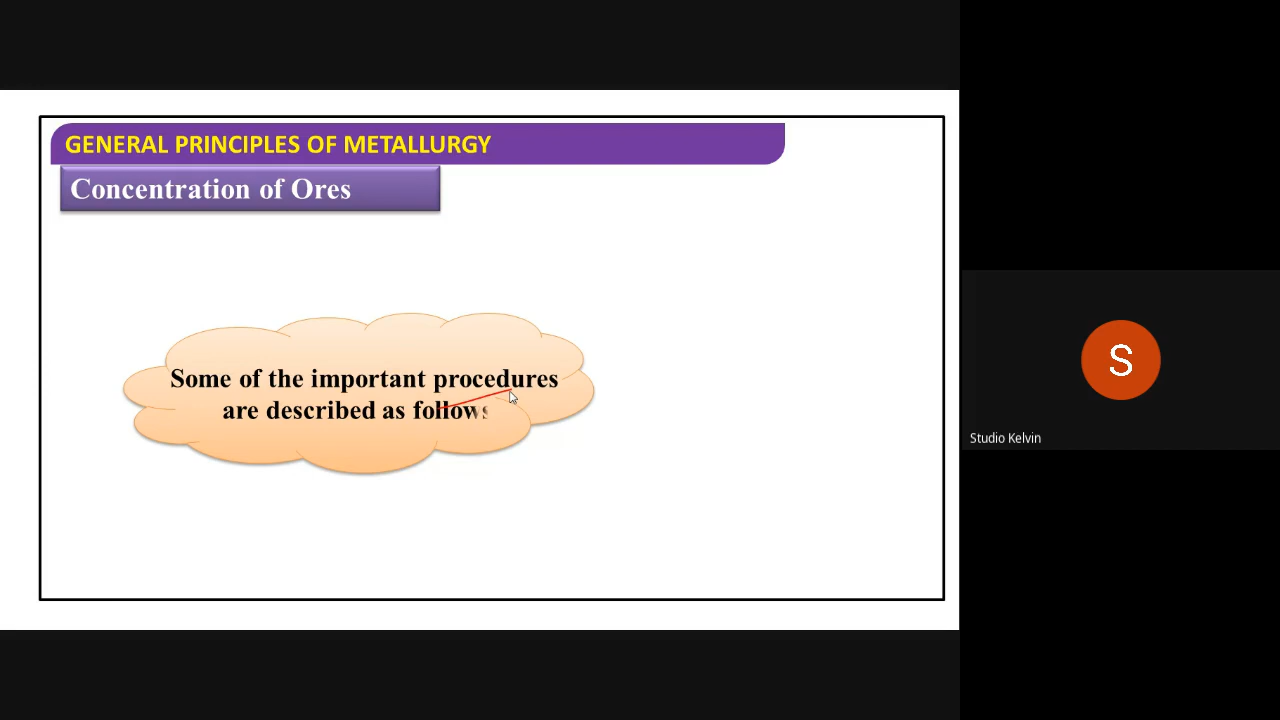 GENERAL PRINCIPLES OF METALLURGY
Concentration of Ores
Some of the important procedures
are described as follows
S
Studio Kelvin